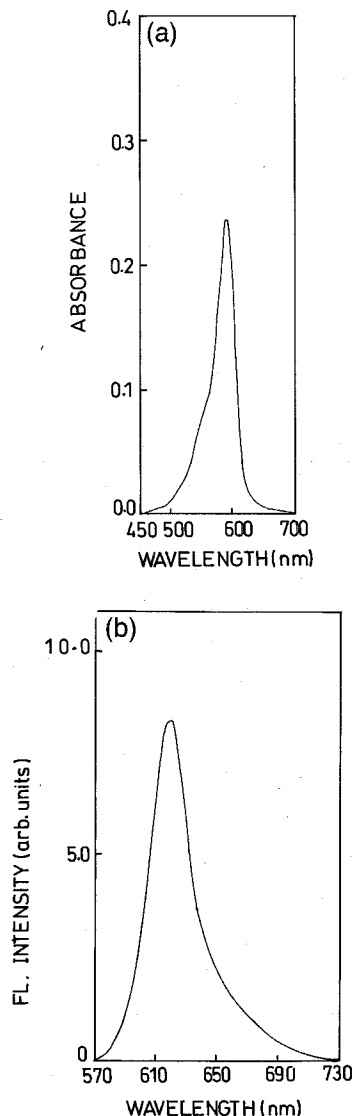 (a)
0.4
0.3
0.2
0.1
0.0
ABSORBANCE
450 500 600 700
WAVELENGTH (nm)
(b)
10.0
5.0
0
FL. INTENSITY (arb. units)
570 610 650 690 730
WAVELENGTH (nm)